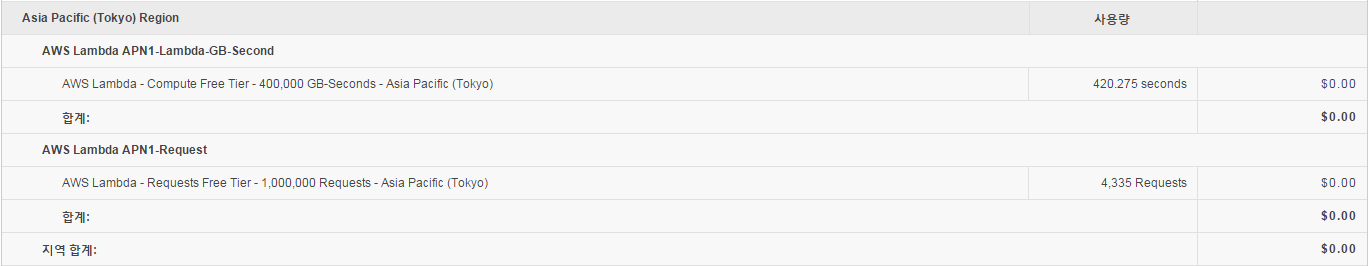 Asia Pacific (Tokyo) Region 사용량
AWS Lambda APN1-Lambda-GB-Second
AWS Lambda - Compute Free Tier - 400,000 GB-Seconds - Asia Pacific (Tokyo) 420.275 seconds $0.00
합계: $0.00
AWS Lambda APN1-Request
AWS Lambda - Requests Free Tier - 1,000,000 Requests - Asia Pacific (Tokyo) 4,335 Requests $0.00
합계: $0.00
지역 합계: $0.00